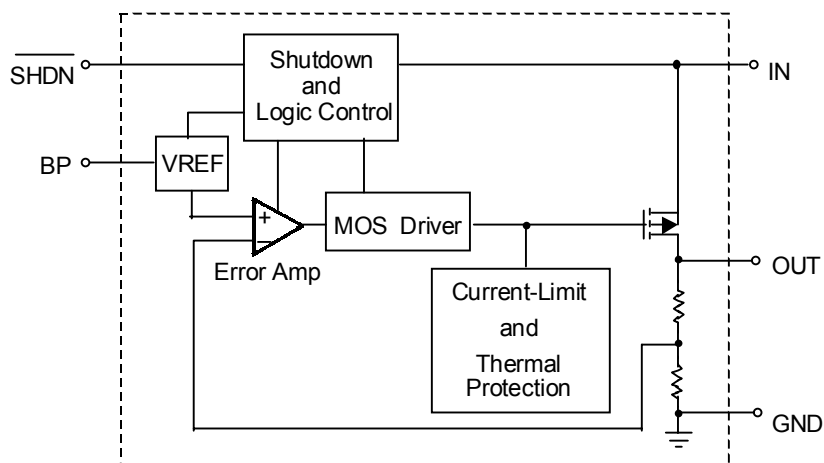 Shutdown
and
Logic Control
SHDN
IN
BP
VREF
+
−
MOS Driver
Error Amp
OUT
Current-Limit
and
Thermal
Protection
GND